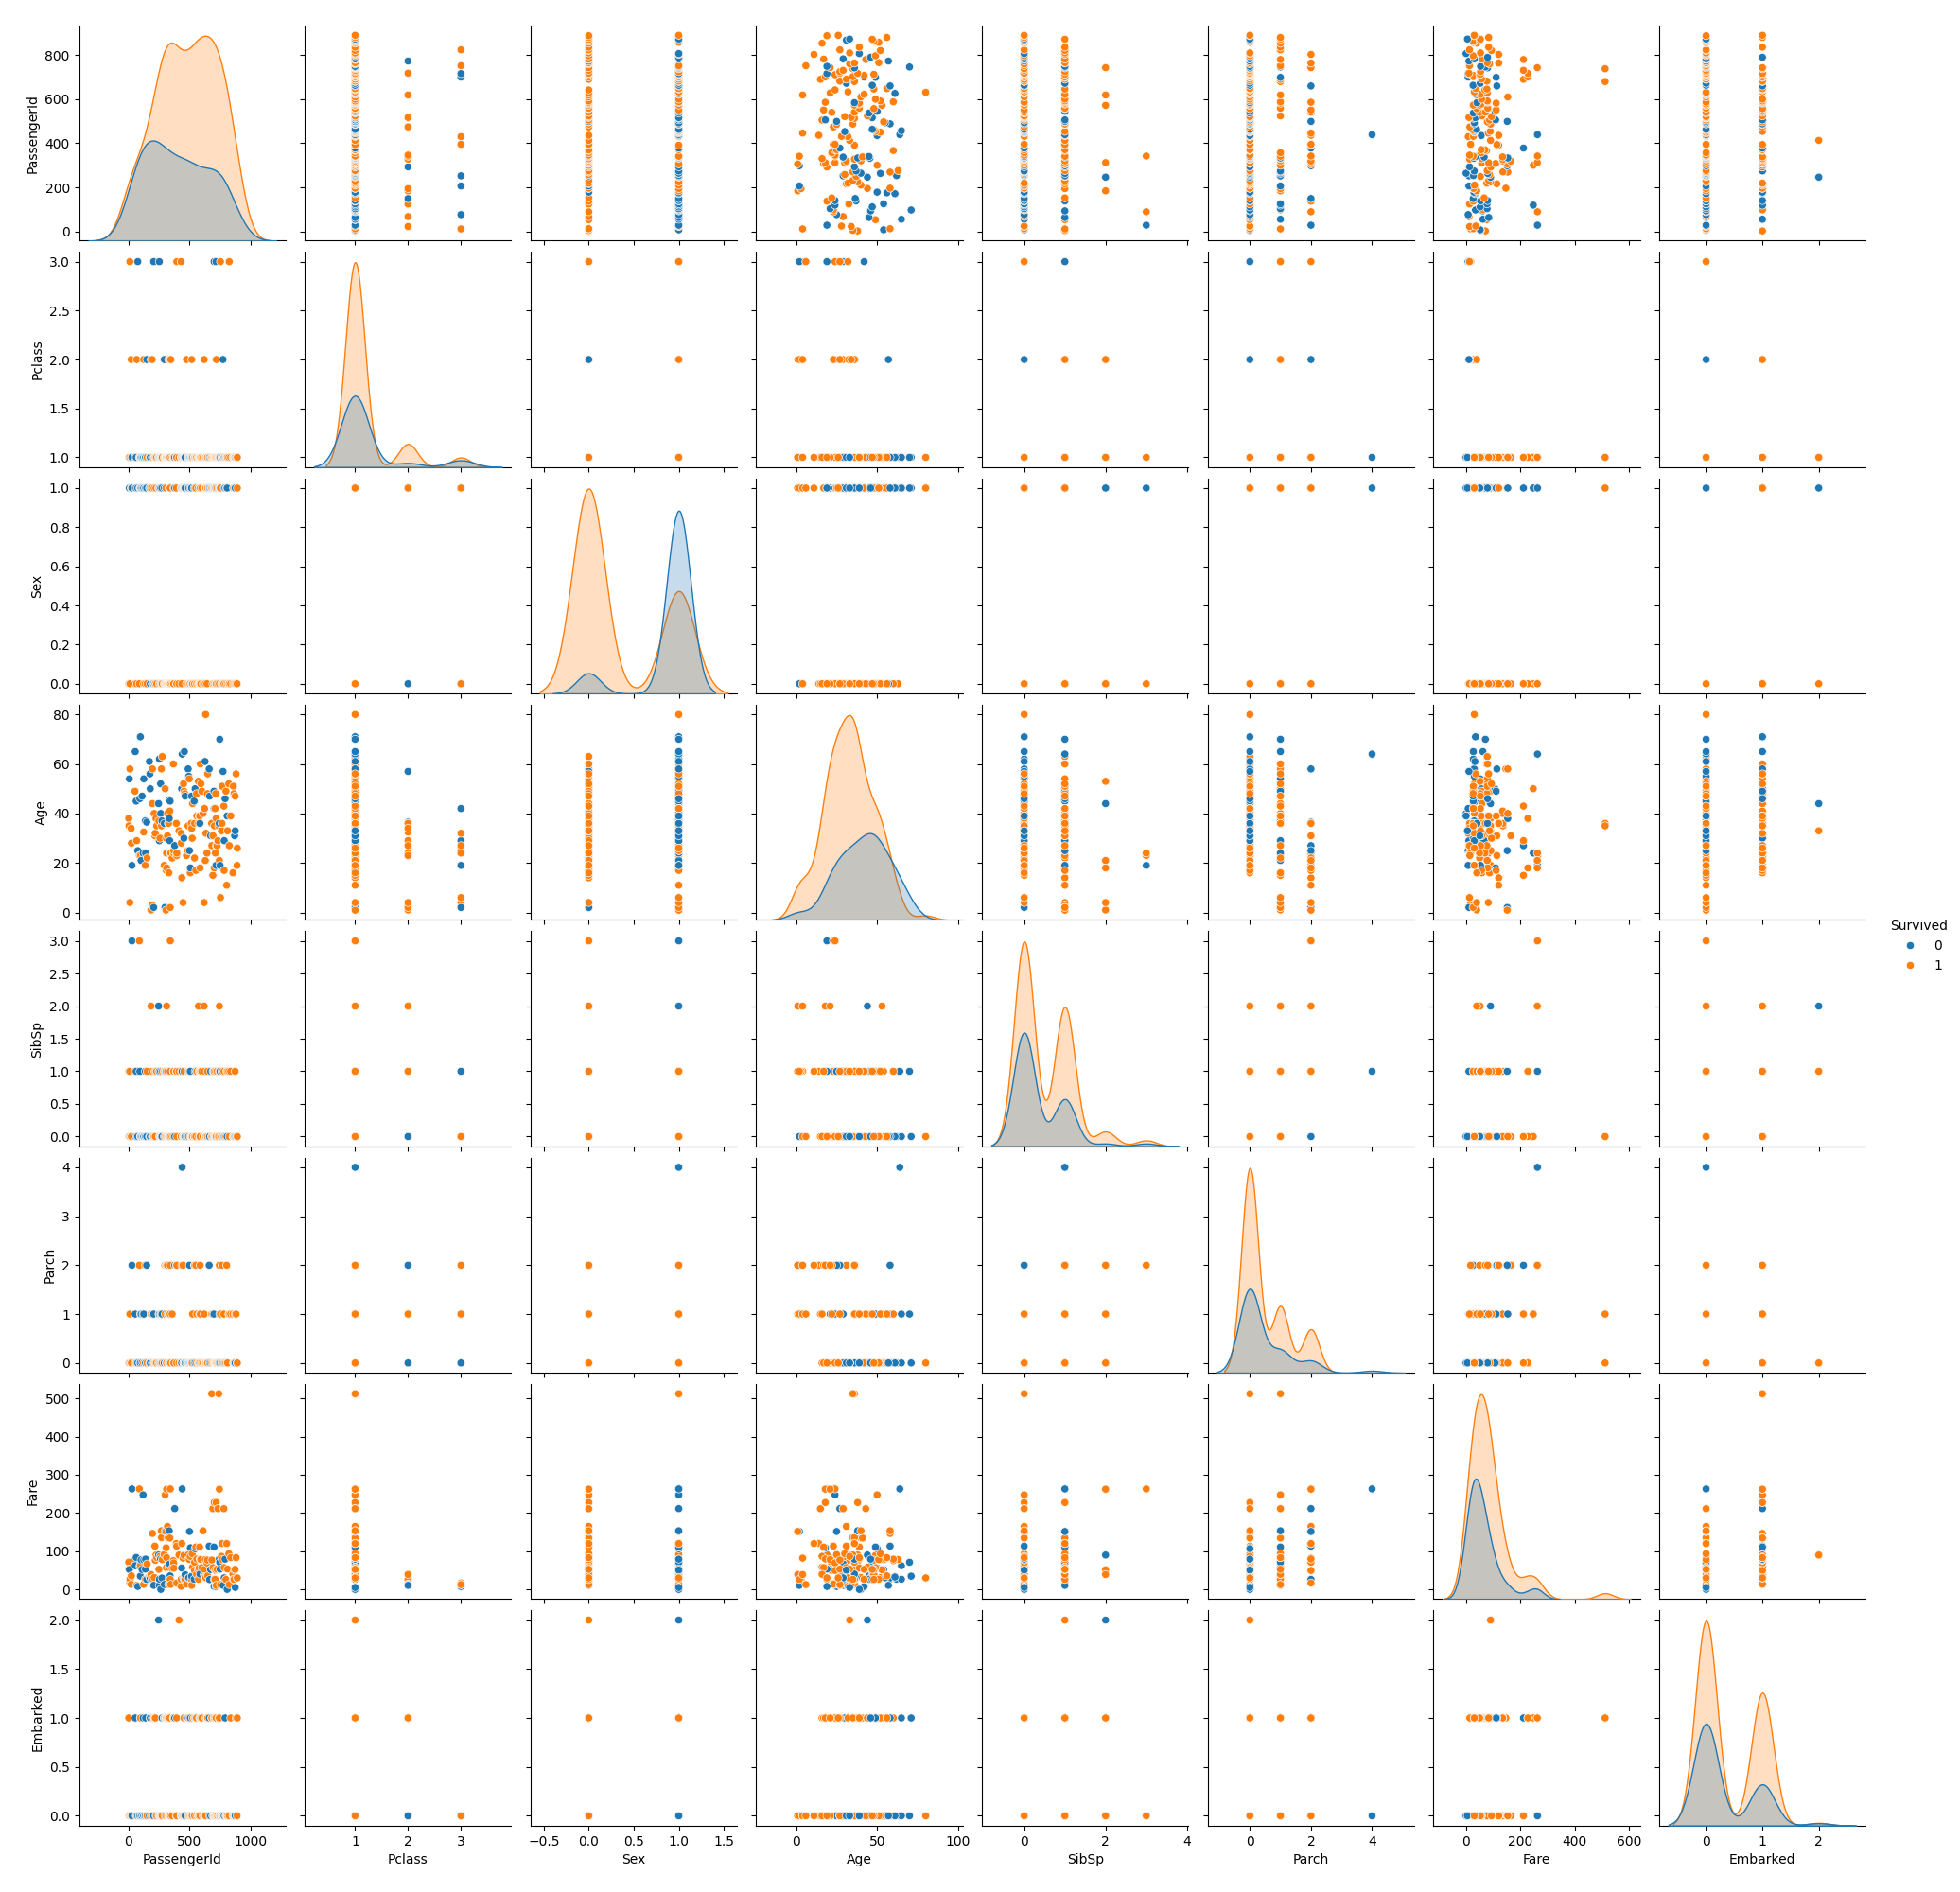 800
600
400
200
0
PassengerId
3.0
2.5
2.0
1.5
1.0
Pclass
1.0
0.8
0.6
0.4
0.2
0.0
Sex
80
60
40
20
0
Age
Survived
0
1
3.0
2.5
2.0
1.5
1.0
0.5
0.0
SibSp
4
3
2
1
0
Parch
500
400
300
200
100
0
Fare
2.0
1.5
1.0
0.5
0.0
Embarked
0 500 1000
1 2 3
−0.5 0.0 0.5 1.0 1.5
0 50 100
0 2 4
0 2 4
0 200 400 600
0 1 2
PassengerId Pclass Sex Age SibSp Parch Fare Embarked